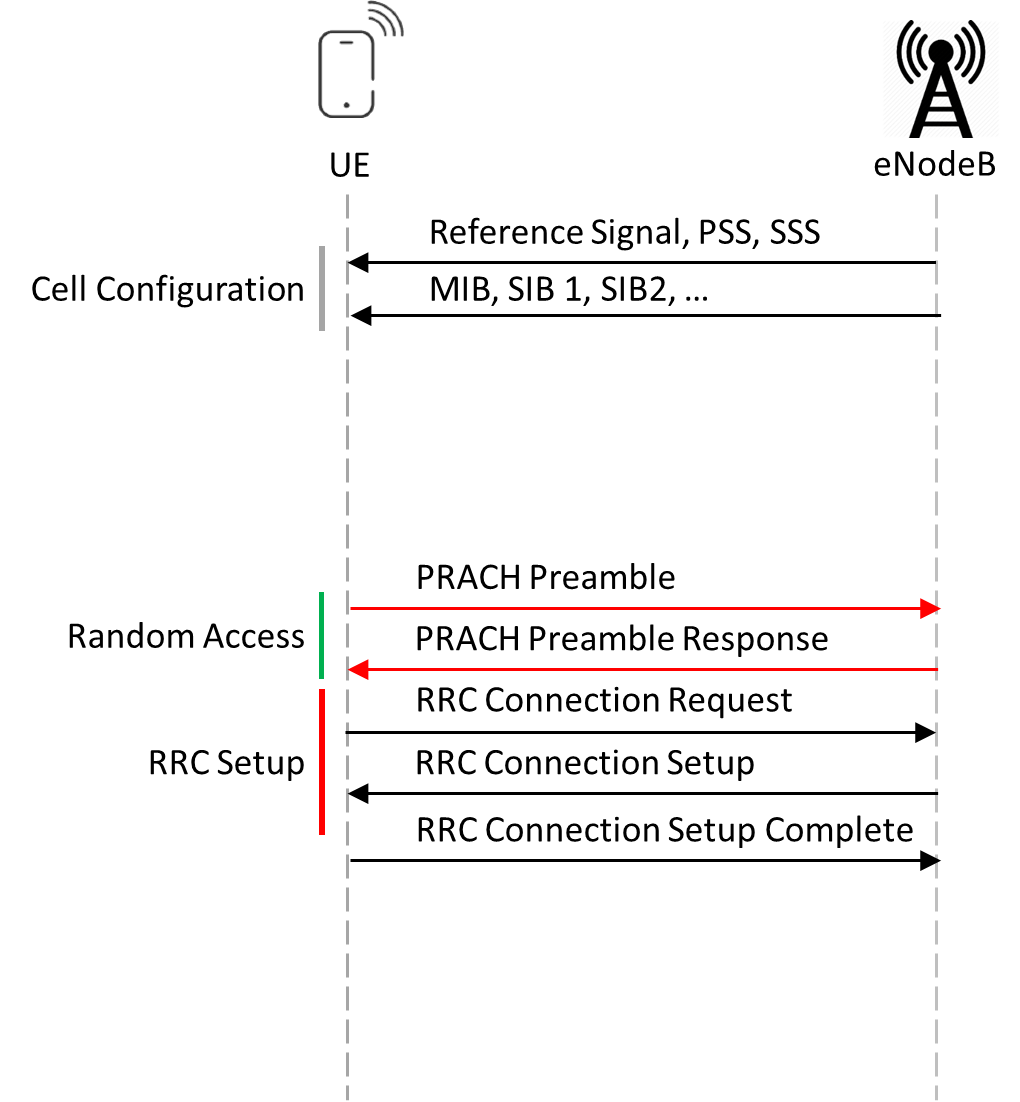 UE
eNodeB
Reference Signal, PSS, SSS
Cell Configuration
MIB, SIB 1, SIB2, ...
PRACH Preamble
Random Access
PRACH Preamble Response
RRC Connection Request
RRC Setup
RRC Connection Setup
RRC Connection Setup Complete